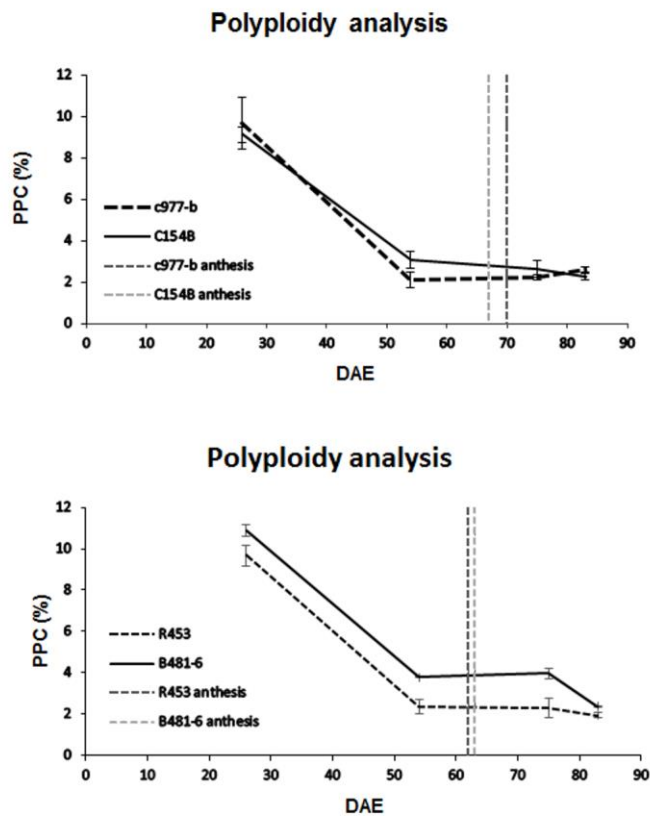 Polyploidy analysis
12
10
8
6
4
2
0
PPC (%)
c977-b
C154B
c977-b anthesis
C154B anthesis
0 10 20 30 40 50 60 70 80 90
DAE
Polyploidy analysis
12
10
8
6
4
2
0
PPC (%)
R453
B481-6
R453 anthesis
B481-6 anthesis
0 10 20 30 40 50 60 70 80 90
DAE